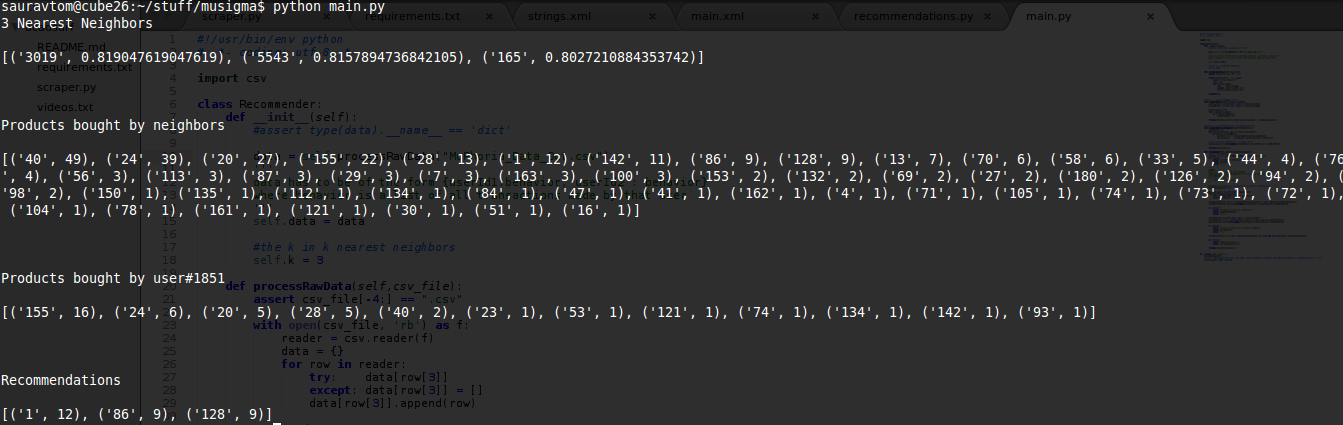 sauravtom@cube26:~/stuff/musigma$ python main.py
3 Nearest Neighbors
[('3019', 0.819047619047619), ('5543', 0.8157894736842105), ('165', 0.8027210884353742)]
Products bought by neighbors
[('40', 49), ('24', 39), ('20', 27), ('155', 22), ('28', 13), ('1', 12), ('142', 11), ('86', 9), ('128', 9), ('13', 7), ('70', 6), ('58', 6), ('33', 5), ('44', 4), ('76
', 4), ('56', 3), ('113', 3), ('87', 3), ('29', 3), ('7', 3), ('163', 3), ('100', 3), ('153', 2), ('132', 2), ('69', 2), ('27', 2), ('180', 2), ('126', 2), ('94', 2), (
'98', 2), ('150', 1), ('135', 1), ('112', 1), ('134', 1), ('84', 1), ('47', 1), ('41', 1), ('162', 1), ('4', 1), ('71', 1), ('105', 1), ('74', 1), ('73', 1), ('72', 1),
('104', 1), ('78', 1), ('161', 1), ('121', 1), ('30', 1), ('51', 1), ('16', 1)]
Products bought by user#1851
[('155', 16), ('24', 6), ('20', 5), ('28', 5), ('40', 2), ('23', 1), ('53', 1), ('121', 1), ('74', 1), ('134', 1), ('142', 1), ('93', 1)]
Recommendations
[('1', 12), ('86', 9), ('128', 9)]
scraper.py requirements.txt strings.xml main.xml recommendations.py main.py
README.md
requirements.txt
scraper.py
videos.txt
1 #!/usr/bin/env python
4 import csv
6 class Recommender:
def __init__(self):
#assert type(data).__name__ == 'dict'
15 self.data = data
16
17 #the k in k nearest neighbors
18 self.k = 3
20 def processRawData(self,csv_file):
21 assert csv_file[-4:] == ".csv"
23 with open(csv_file, 'rb') as f:
24 reader = csv.reader(f)
25 data = {}
26 for row in reader:
27 try: data[row[3]]
28 except: data[row[3]] = []
data[row[3]].append(row)